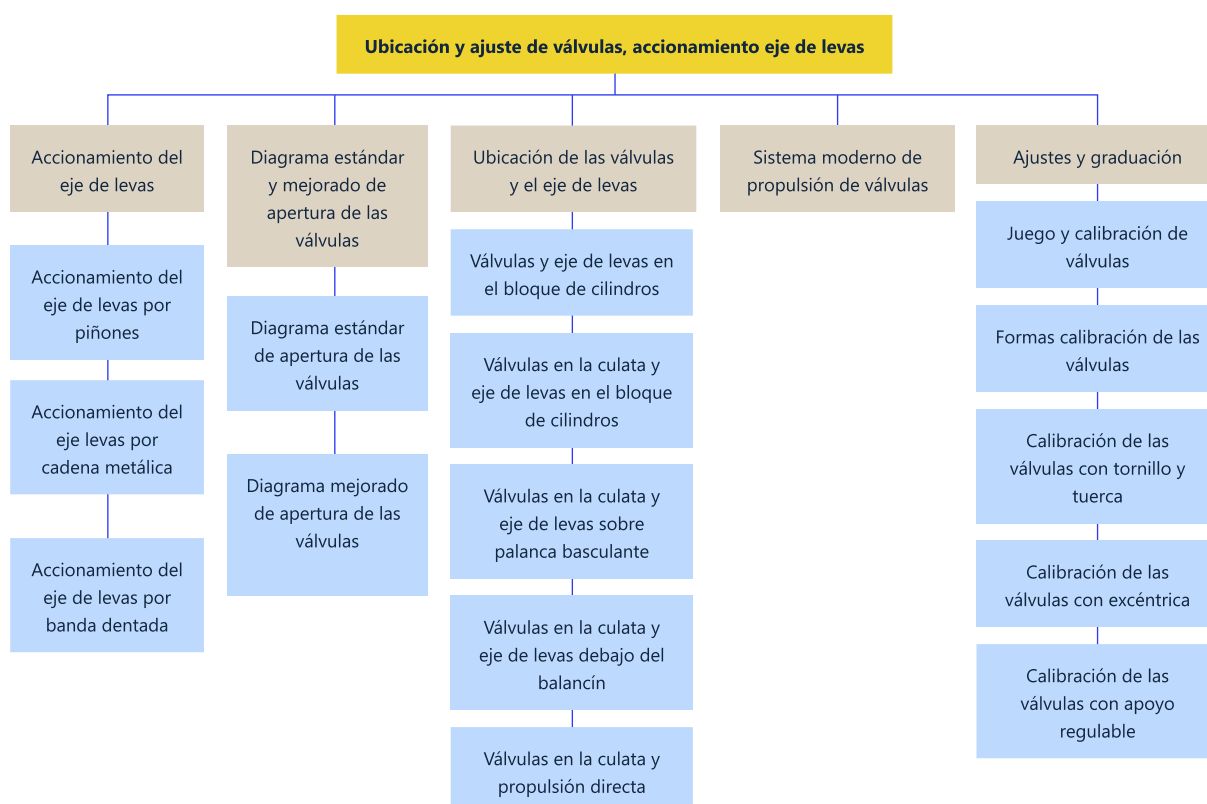 Ubicación y ajuste de válvulas, accionamiento eje de levas
Accionamiento del
eje de levas
Accionamiento del
eje de levas por
piñones
Accionamiento del
eje levas por
cadena metálica
Accionamiento del
eje de levas por
banda dentada
Diagrama estándar
y mejorado de
apertura de las
válvulas
Diagrama estándar
de apertura de las
válvulas
Diagrama mejorado
de apertura de las
válvulas
Ubicación de las válvulas
y el eje de levas
Válvulas y eje de levas en
el bloque de cilindros
Válvulas en la culata y
eje de levas en el bloque
de cilindros
Válvulas en la culata y
eje de levas sobre
palanca basculante
Válvulas en la culata y
eje de levas debajo del
balancín
Válvulas en la culata y
propulsión directa
Sistema moderno de
propulsión de válvulas
Ajustes y graduación
Juego y calibración de
válvulas
Formas calibración de las
válvulas
Calibración de las
válvulas con tornillo y
tuerca
Calibración de las
válvulas con excéntrica
Calibración de las
válvulas con apoyo
regulable